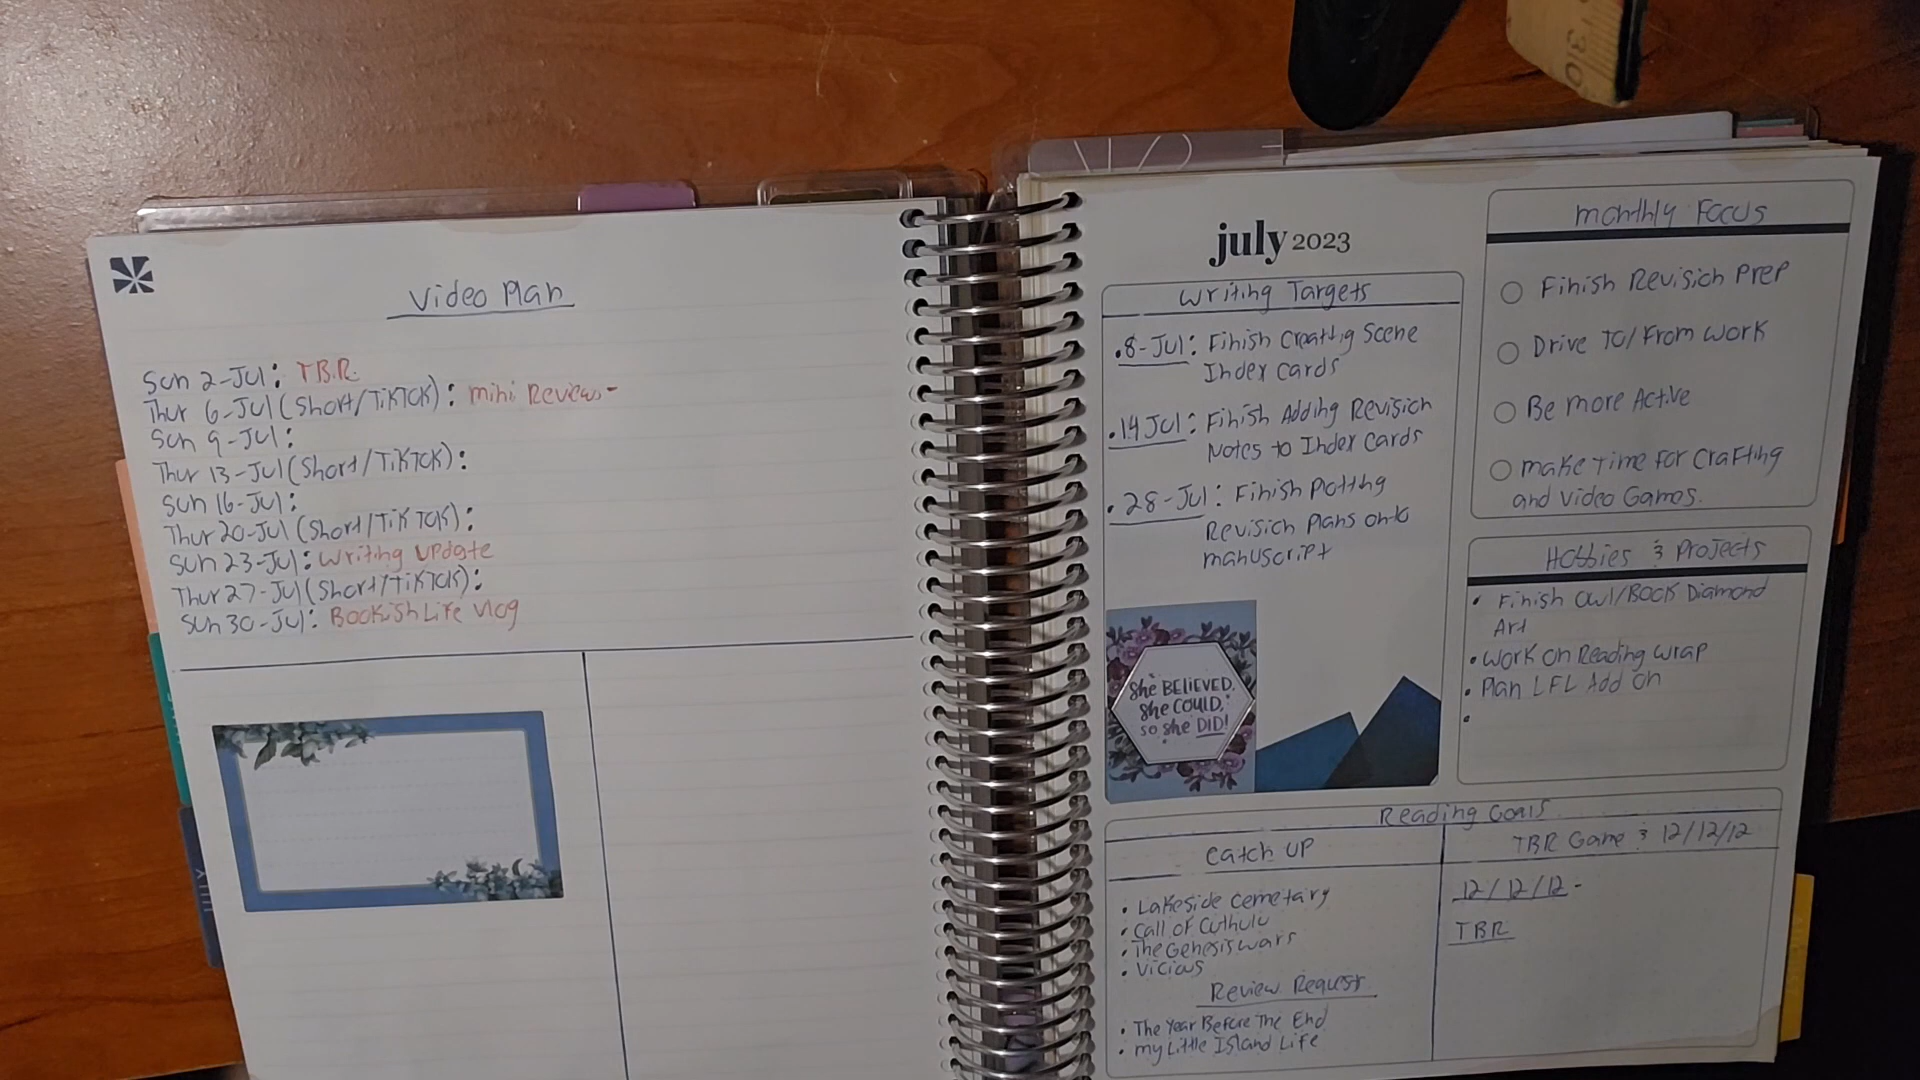 Video Plan
Sun 2-Jul: TBR
Thur 6-Jul (Short/TikTok): mini Reviews-
Sun 9-Jul:
Thur 13-Jul (Short/TikTok):
Sun 16-Jul:
Thur 20-Jul (Short/TikTok):
Sun 23-Jul: Writing Update
Thur 27-Jul (Short/TikTok):
Sun 30-Jul: Bookish Life Vlog
JULY
july 2023
Writing Targets
.8-Jul: Finish Creating Scene
Index Cards
.14 Jul: Finish Adding Revision
Notes to Index Cards
.28-Jul: Finish Plotting
Revision Plans onto
manuscript
She BELIEVED
she COULD,
so she DID!
monthly Focus
Finish Revision Prep
Drive To/From Work
Be more Active
make Time for Crafting
and Video Games.
Hobbies & Projects
• Finish Owl/Book Diamond
Art
• Work on Reading Wrap
• Plan LFL Add on
•
Reading Goals
Catch Up
• Lakeside Cemetary
• Call of Cuthulu
• The Genesis Wars
• Vicious
Review Request
• The Year Before The End
• my Little Island Life
TBR Game & 12/12/12
12/12/12-
TBR
30